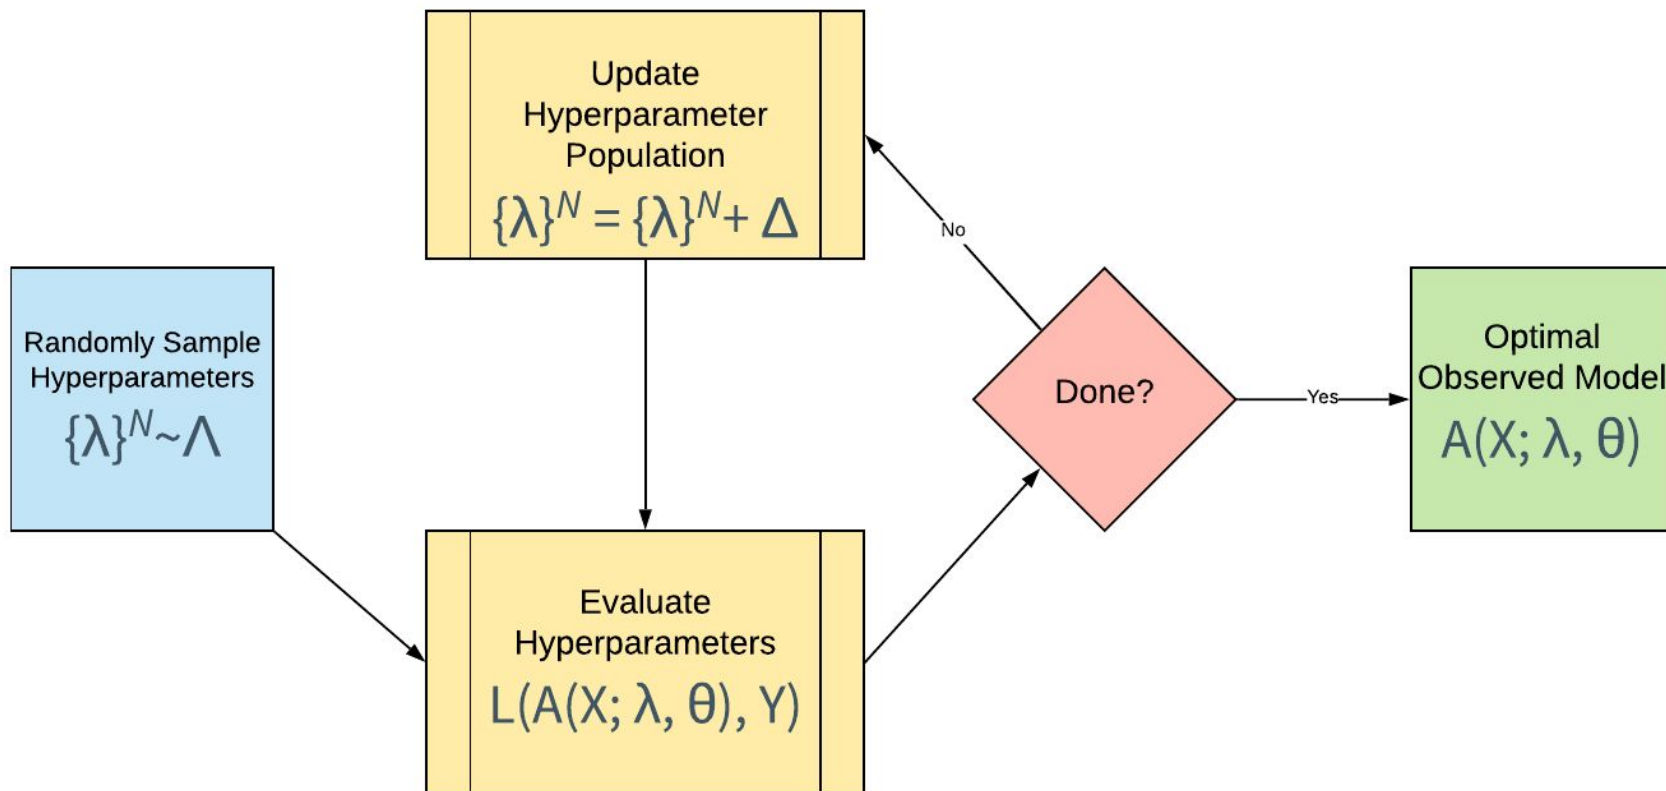 Randomly Sample
Hyperparameters
{λ}ᴺ~Λ
Update
Hyperparameter
Population
{λ}ᴺ = {λ}ᴺ+ Δ
Evaluate
Hyperparameters
L(A(X; λ, θ), Y)
Done?
No
Yes
Optimal
Observed Model
A(X; λ, θ)